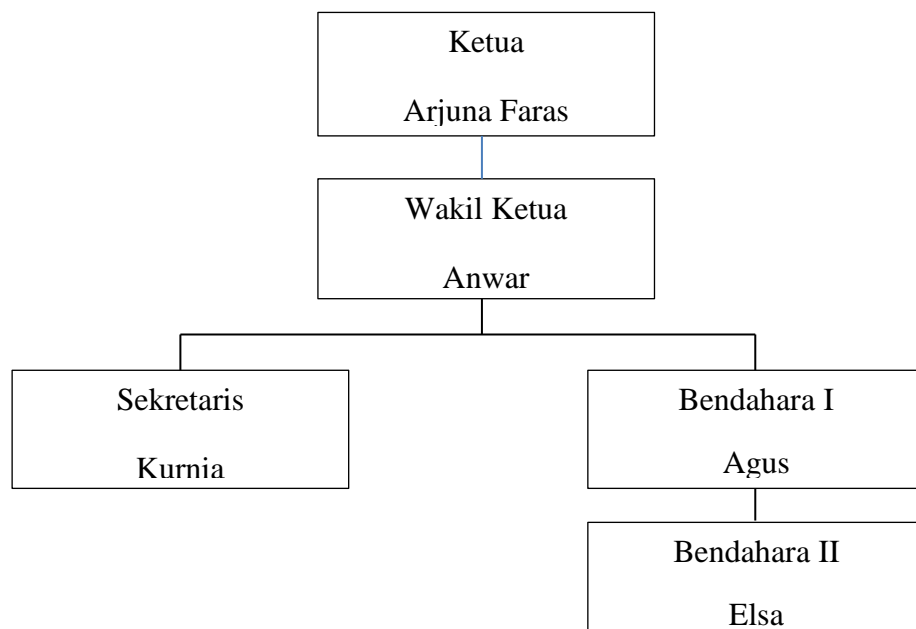 Ketua
Arjuna Faras
Wakil Ketua
Anwar
Sekretaris
Kurnia
Bendahara I
Agus
Bendahara II
Elsa